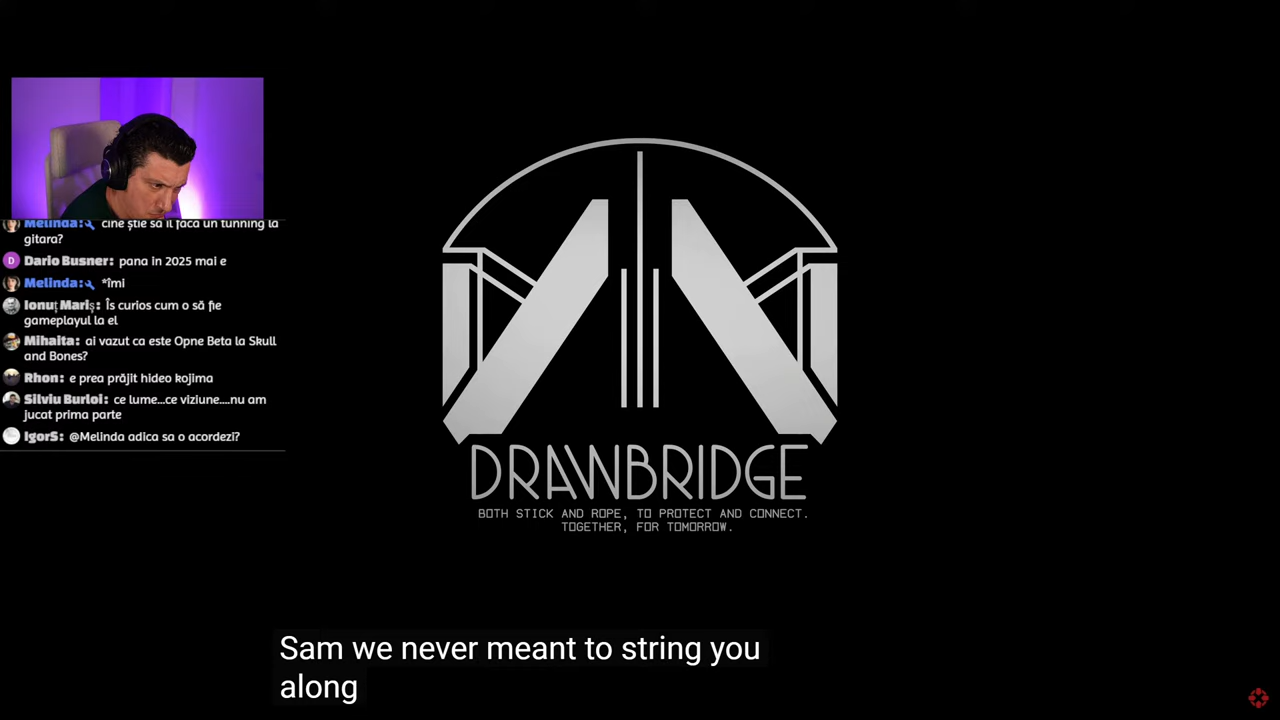 Melinda: cine știe să îl facă un tunning la
gitara?
D Dario Busner: pana in 2025 mai e
Melinda: *îmi
Ionuț Mariș: Îs curios cum o să fie
gameplayul la el
Mihaita: ai vazut ca este Opne Beta la Skull
and Bones?
Rhon: e prea prăjit hideo kojima
Silviu Burloi: ce lume...ce viziune....nu am
jucat prima parte
IgorS: @Melinda adica sa o acordezi?
DRAWBRIDGE
BOTH STICK AND ROPE, TO PROTECT AND CONNECT.
TOGETHER, FOR TOMORROW.
Sam we never meant to string you
along